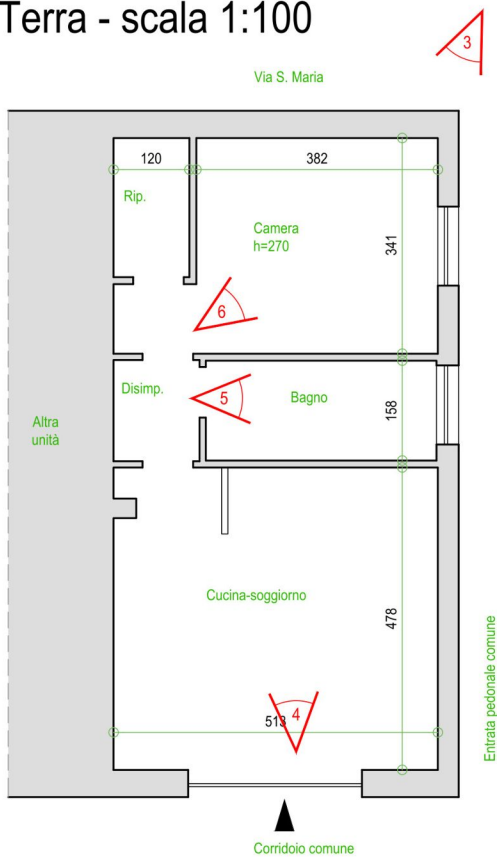 Terra - scala 1:100
3
Via S. Maria
120
382
Rip.
Camera
h=270
341
6
Disimp.
5
Bagno
158
Altra
unità
Cucina-soggiorno
478
Entrata pedonale comune
4
513
Corridoio comune